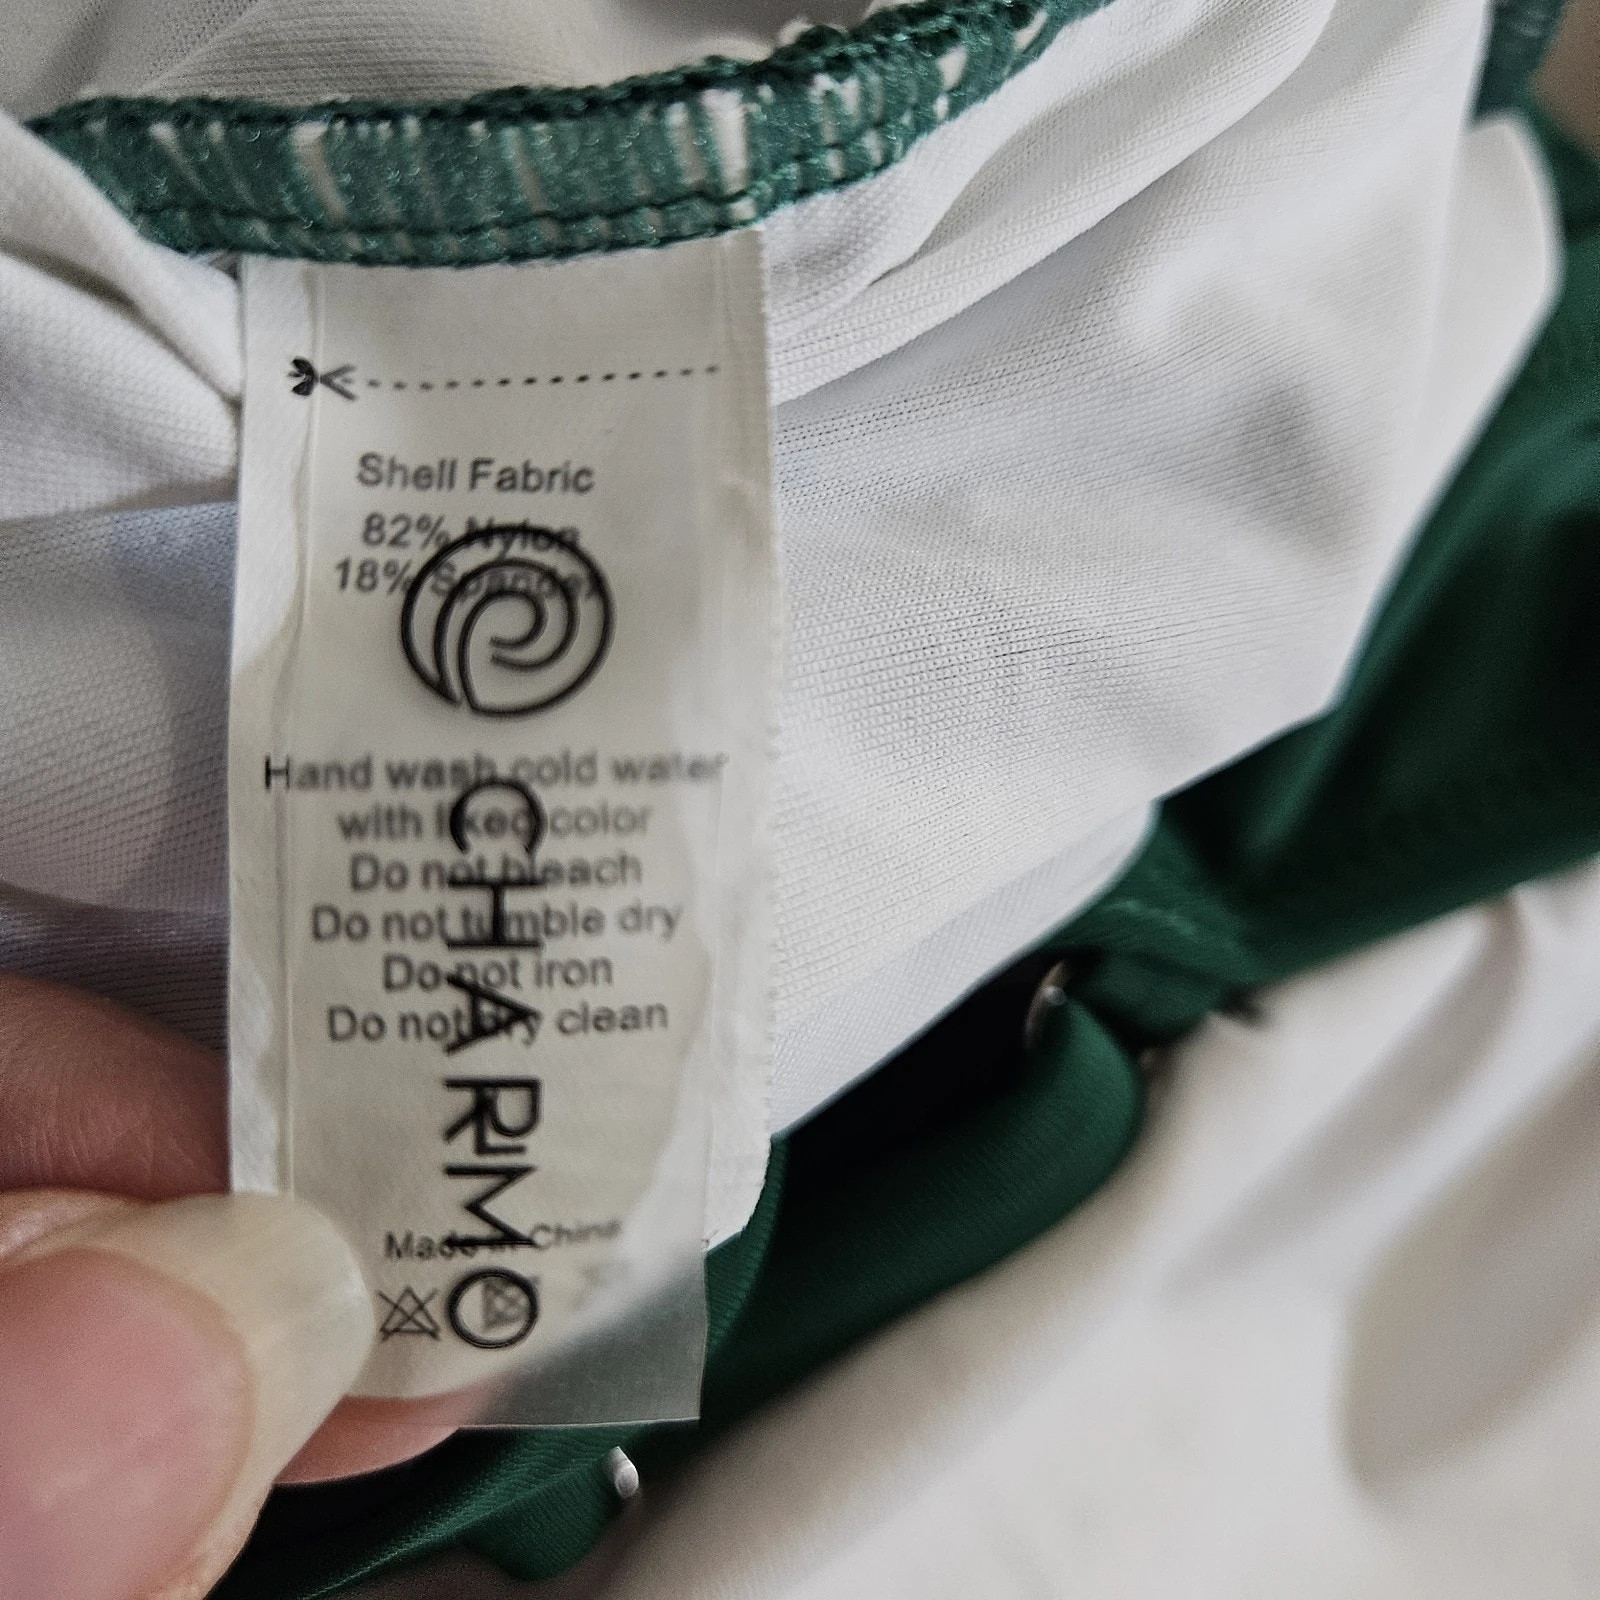 Shell Fabric
82% Nylon
18% Spandex
Hand wash cold water
with liked color
Do not bleach
Do not tumble dry
Do not iron
Do not dry clean
CHARMO
Made in China